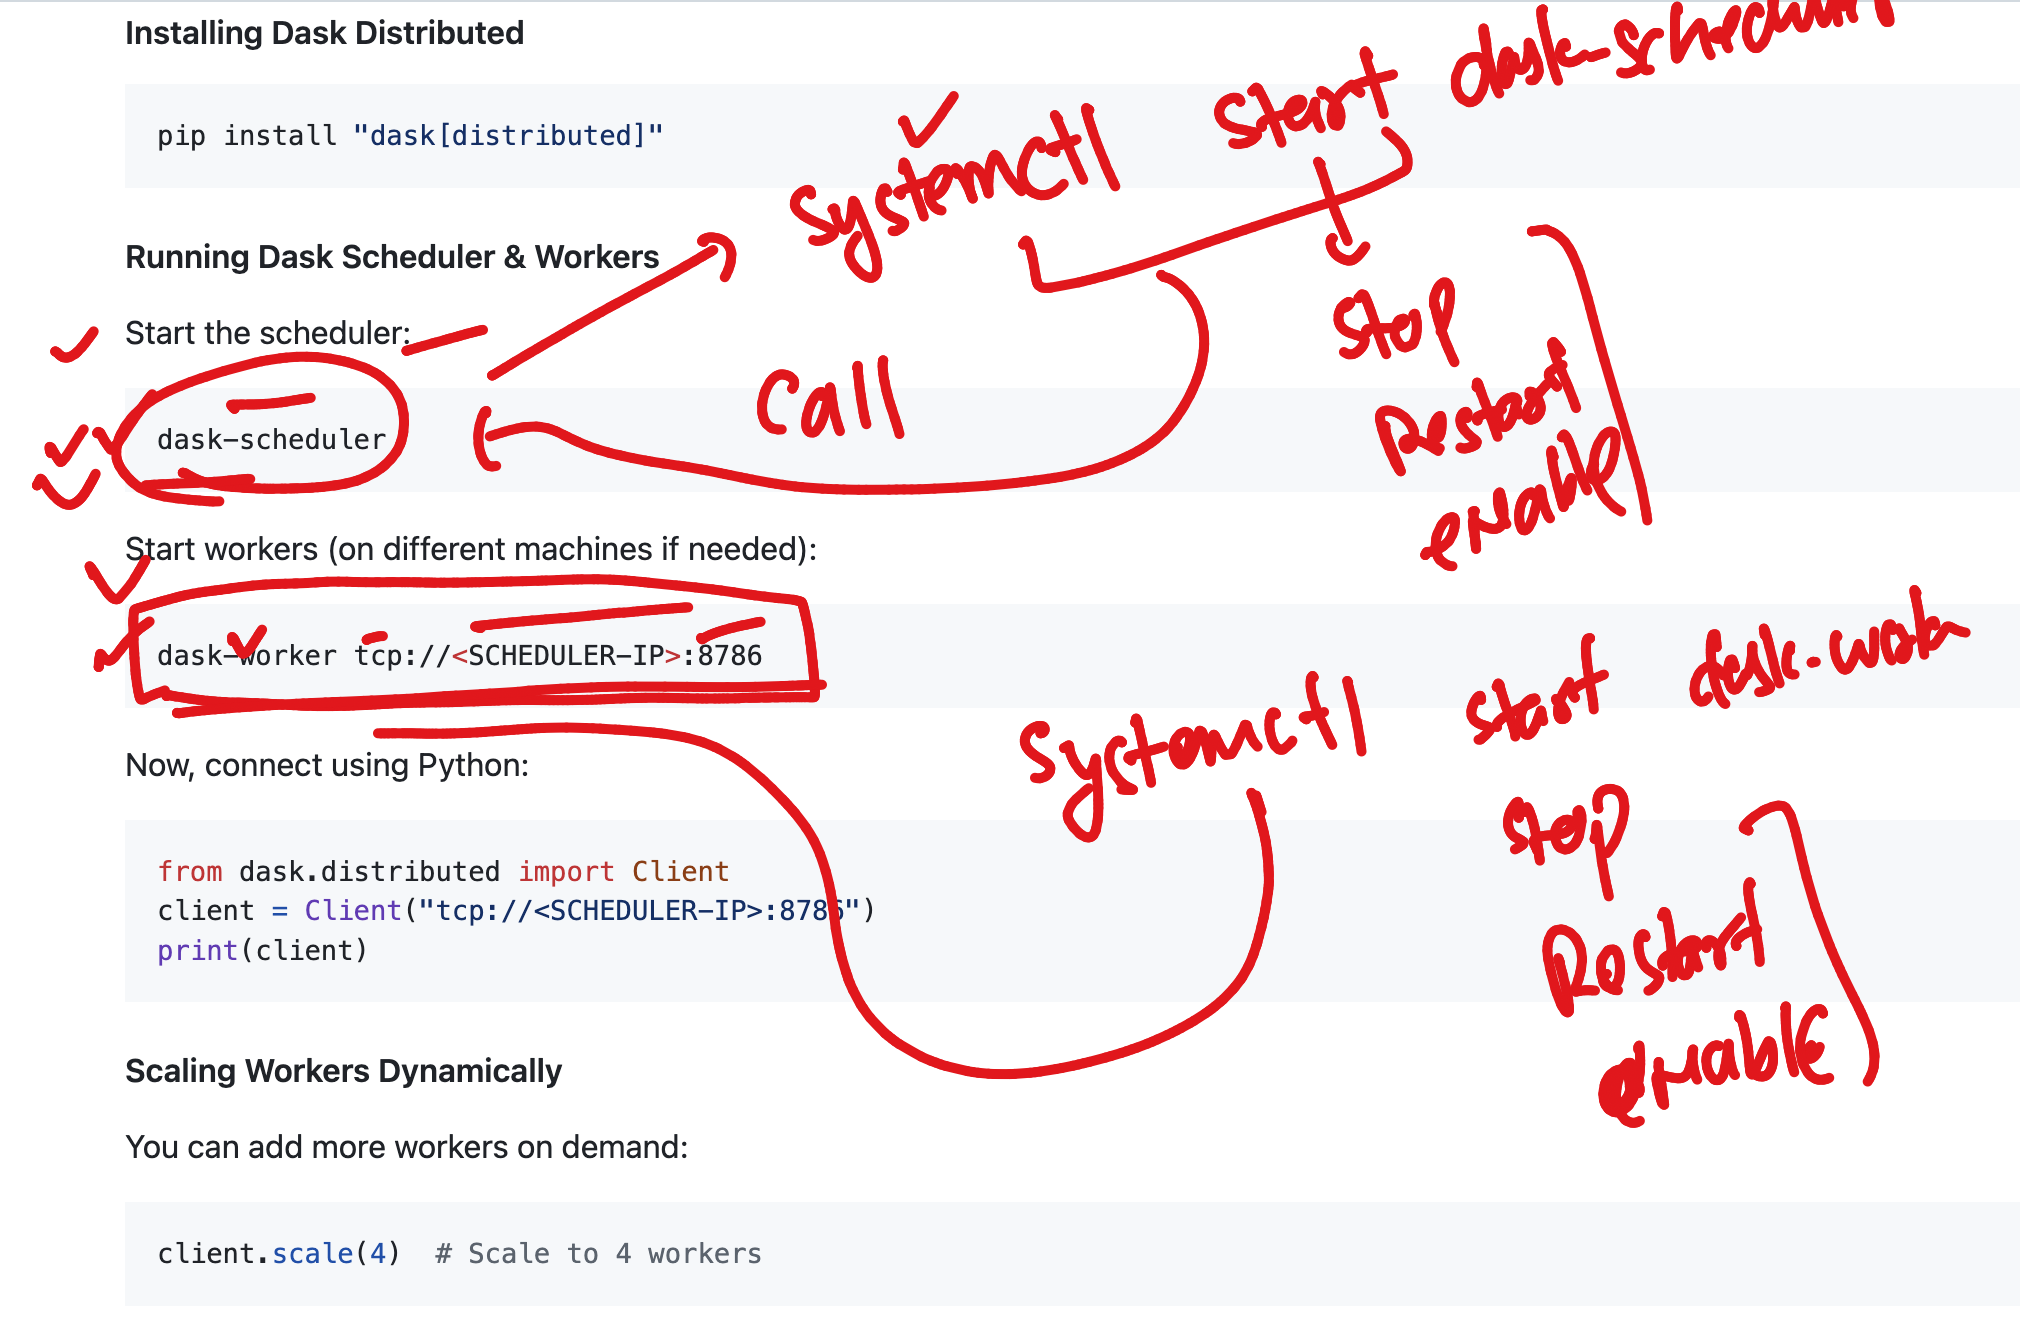 Installing Dask Distributed
start dask-scheduler
pip install "dask[distributed]"
systemctl
Running Dask Scheduler & Workers
Start the scheduler:
stop
call
Restart
dask-scheduler
enable
Start workers (on different machines if needed):
dask-worker tcp://<SCHEDULER-IP>:8786
systemctl start dask-work
Now, connect using Python:
stop
from dask.distributed import Client
client = Client("tcp://<SCHEDULER-IP>:8786")
print(client)
Restart
enable
Scaling Workers Dynamically
You can add more workers on demand:
client.scale(4)  # Scale to 4 workers